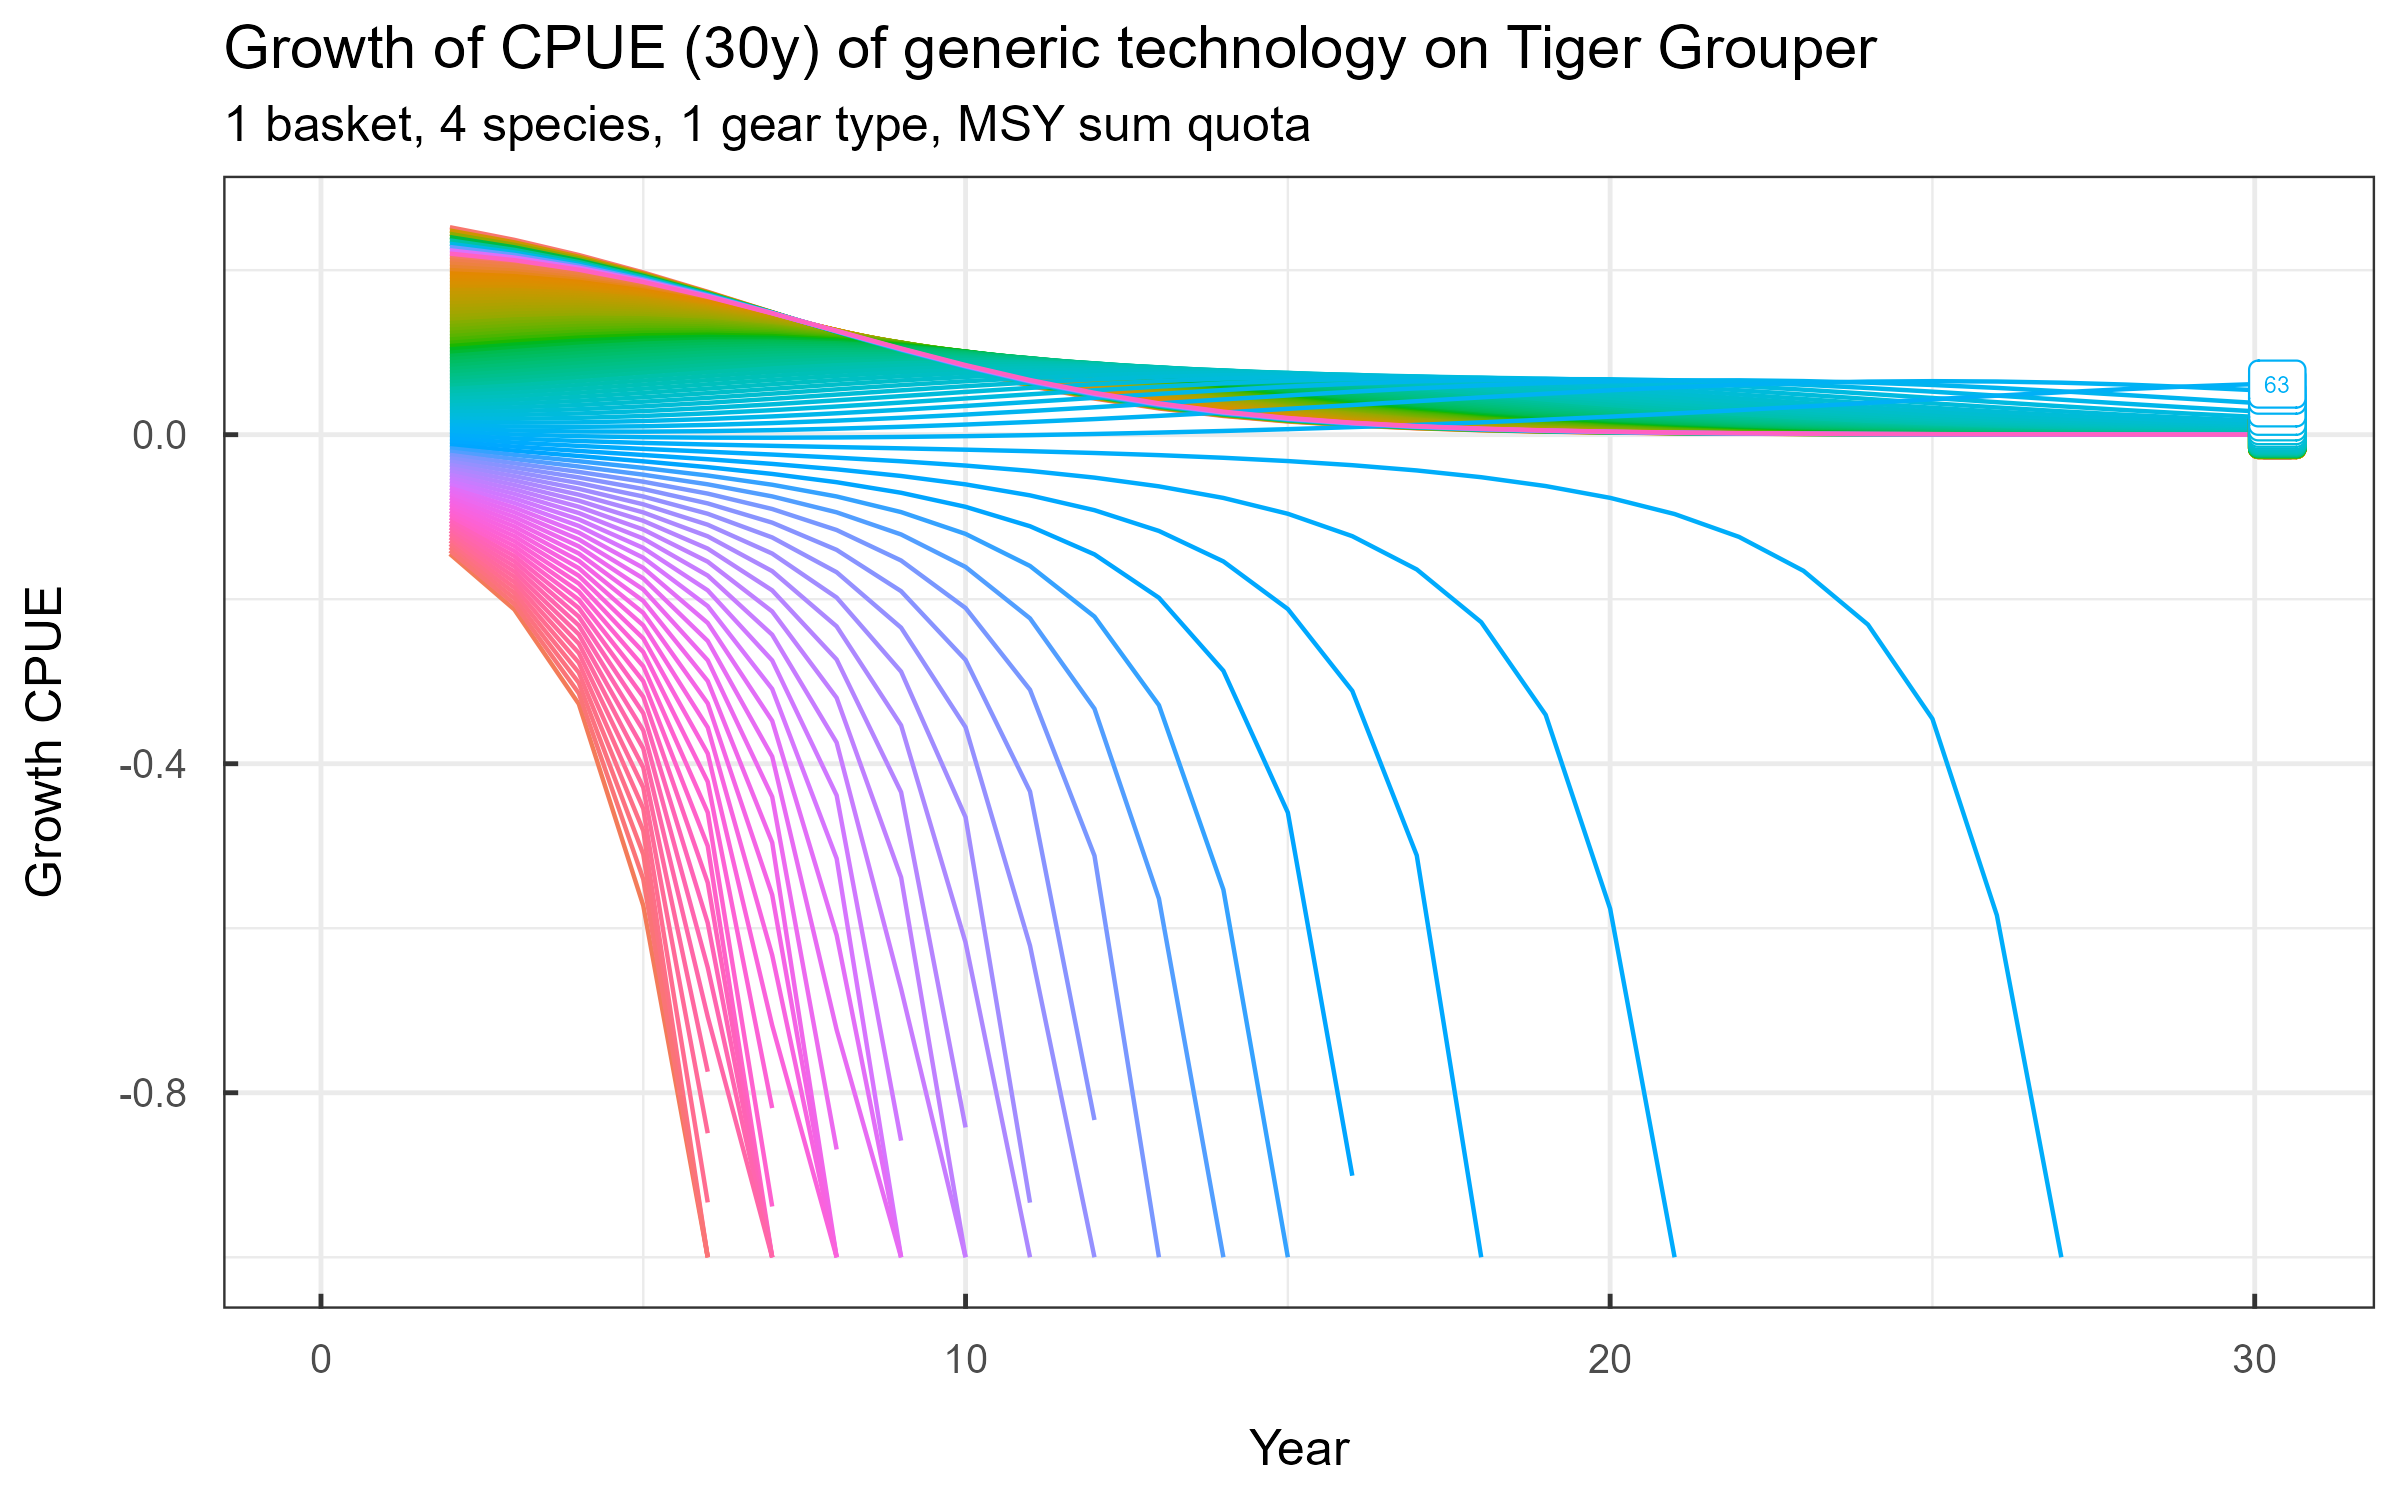 Growth of CPUE (30y) of generic technology on Tiger Grouper
1 basket, 4 species, 1 gear type, MSY sum quota
Growth CPUE
0.0
-0.4
-0.8
63
0 10 20 30
Year